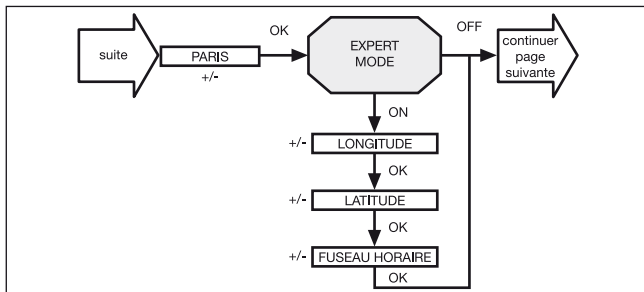 suite
PARIS
+/-
OK
EXPERT
MODE
OFF
continuer
page
suivante
ON
+/-
LONGITUDE
OK
+/-
LATITUDE
OK
+/-
FUSEAU HORAIRE
OK